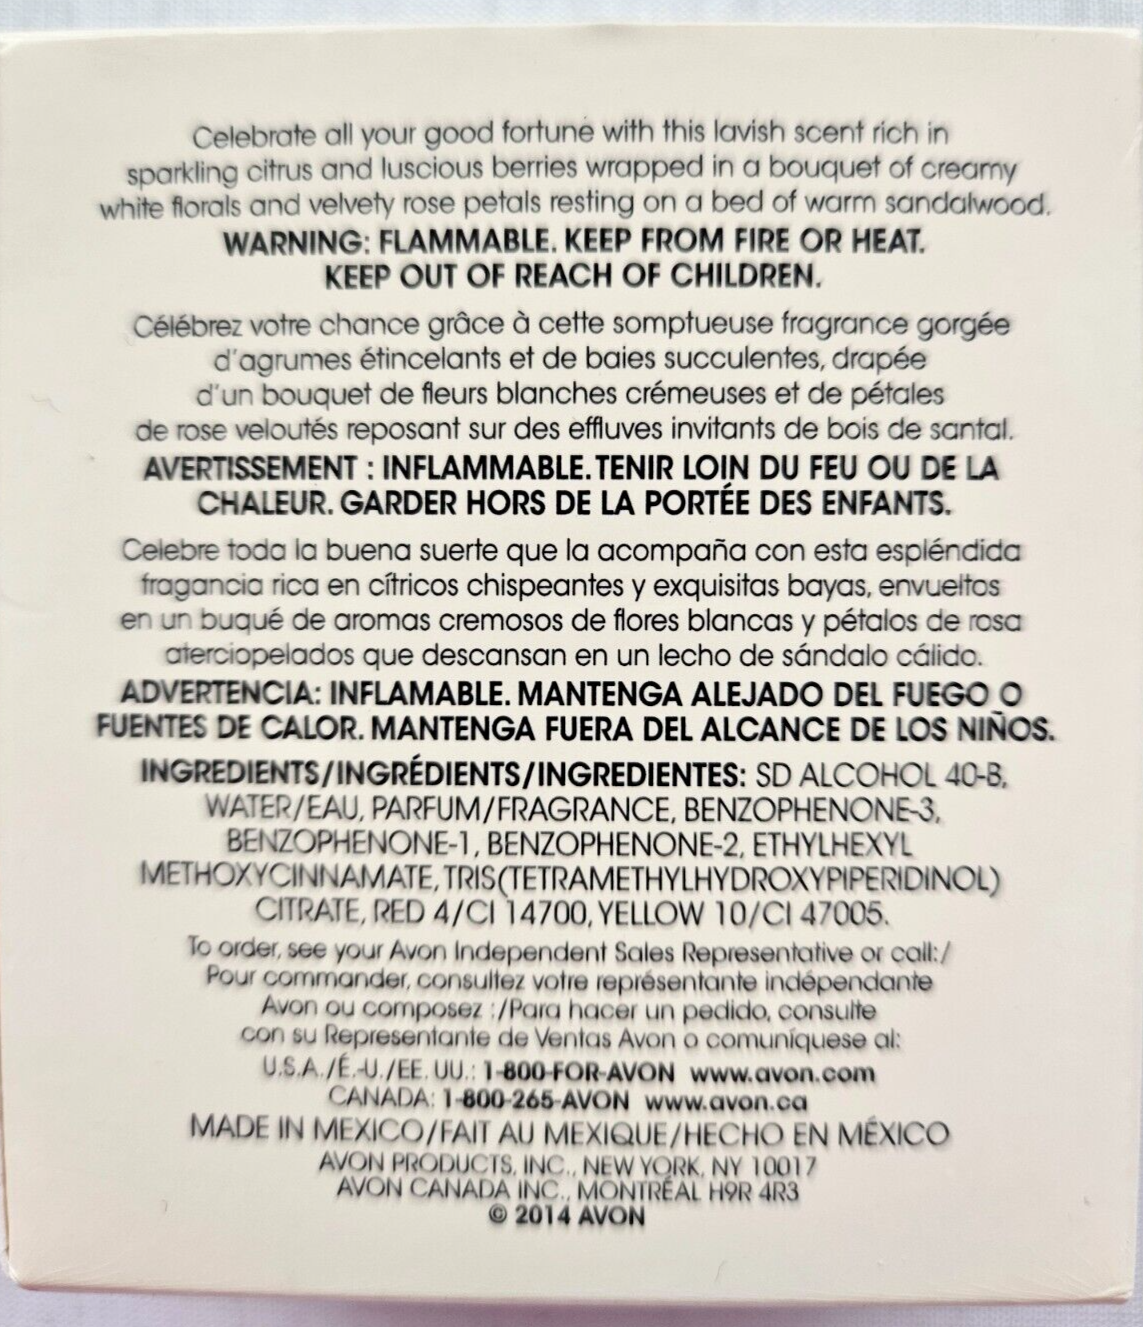 Celebrate all your good fortune with this lavish scent rich in
sparkling citrus and luscious berries wrapped in a bouquet of creamy
white florals and velvety rose petals resting on a bed of warm sandalwood.
WARNING: FLAMMABLE. KEEP FROM FIRE OR HEAT.
KEEP OUT OF REACH OF CHILDREN.
Célébrez votre chance grâce à cette somptueuse fragrance gorgée
d'agrumes étincelants et de baies succulentes, drapée
d'un bouquet de fleurs blanches crémeuses et de pétales
de rose veloutés reposant sur des effluves invitants de bois de santal.
AVERTISSEMENT : INFLAMMABLE. TENIR LOIN DU FEU OU DE LA
CHALEUR. GARDER HORS DE LA PORTÉE DES ENFANTS.
Celebre toda la buena suerte que la acompaña con esta espléndida
fragancia rica en cítricos chispeantes y exquisitas bayas, envueltos
en un buqué de aromas cremosos de flores blancas y pétalos de rosa
aterciopelados que descansan en un lecho de sándalo cálido.
ADVERTENCIA: INFLAMABLE. MANTENGA ALEJADO DEL FUEGO O
FUENTES DE CALOR. MANTENGA FUERA DEL ALCANCE DE LOS NIÑOS.
INGREDIENTS/INGRÉDIENTS/INGREDIENTES: SD ALCOHOL 40-B,
WATER/EAU, PARFUM/FRAGRANCE, BENZOPHENONE-3,
BENZOPHENONE-1, BENZOPHENONE-2, ETHYLHEXYL
METHOXYCINNAMATE, TRIS(TETRAMETHYLHYDROXYPIPERIDINOL)
CITRATE, RED 4/CI 14700, YELLOW 10/CI 47005.
To order, see your Avon Independent Sales Representative or call:/
Pour commander, consultez votre représentante indépendante
Avon ou composez :/Para hacer un pedido, consulte
con su Representante de Ventas Avon o comuníquese al:
U.S.A./É.-U./EE. UU.: 1-800-FOR-AVON www.avon.com
CANADA: 1-800-265-AVON www.avon.ca
MADE IN MEXICO/FAIT AU MEXIQUE/HECHO EN MÉXICO
AVON PRODUCTS, INC., NEW YORK, NY 10017
AVON CANADA INC., MONTRÉAL H9R 4R3
© 2014 AVON